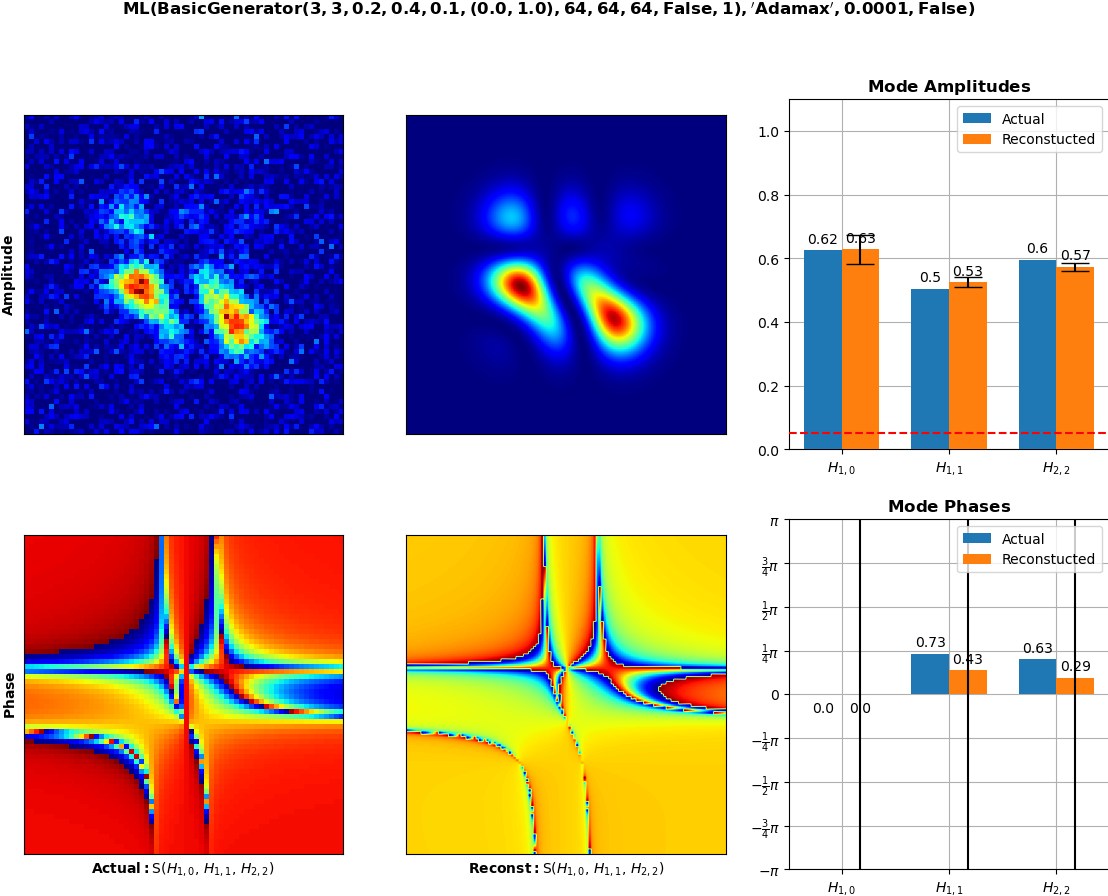 ML(BasicGenerator(3, 3, 0.2, 0.4, 0.1, (0.0, 1.0), 64, 64, 64, False, 1), ′Adamax′, 0.0001, False)
Amplitude
Mode Amplitudes
Actual
Reconstucted
1.0
0.8
0.6
0.4
0.2
0.0
0.62
0.63
0.5
0.53
0.6
0.57
H₁,₀
H₁,₁
H₂,₂
Phase
Actual: S(H₁,₀, H₁,₁, H₂,₂)
Reconst: S(H₁,₀, H₁,₁, H₂,₂)
Mode Phases
Actual
Reconstucted
π
3/4π
1/2π
1/4π
0
−1/4π
−1/2π
−3/4π
−π
0.0
0.0
0.73
0.43
0.63
0.29
H₁,₀
H₁,₁
H₂,₂